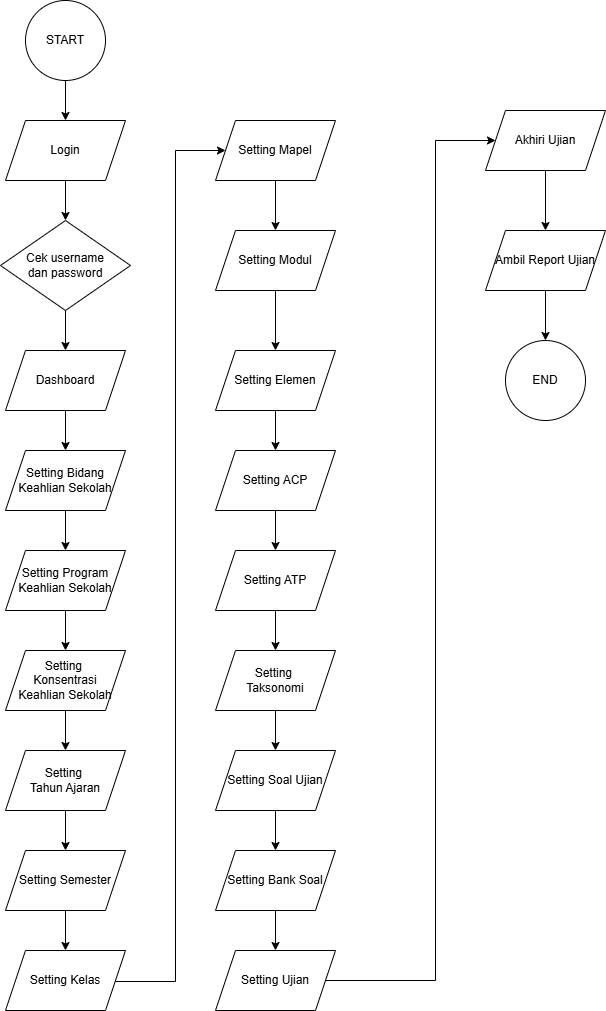 START
Login
Cek username
dan password
Dashboard
Setting Bidang
Keahlian Sekolah
Setting Program
Keahlian Sekolah
Setting
Konsentrasi
Keahlian Sekolah
Setting
Tahun Ajaran
Setting Semester
Setting Kelas
Setting Mapel
Setting Modul
Setting Elemen
Setting ACP
Setting ATP
Setting
Taksonomi
Setting Soal Ujian
Setting Bank Soal
Setting Ujian
Akhiri Ujian
Ambil Report Ujian
END